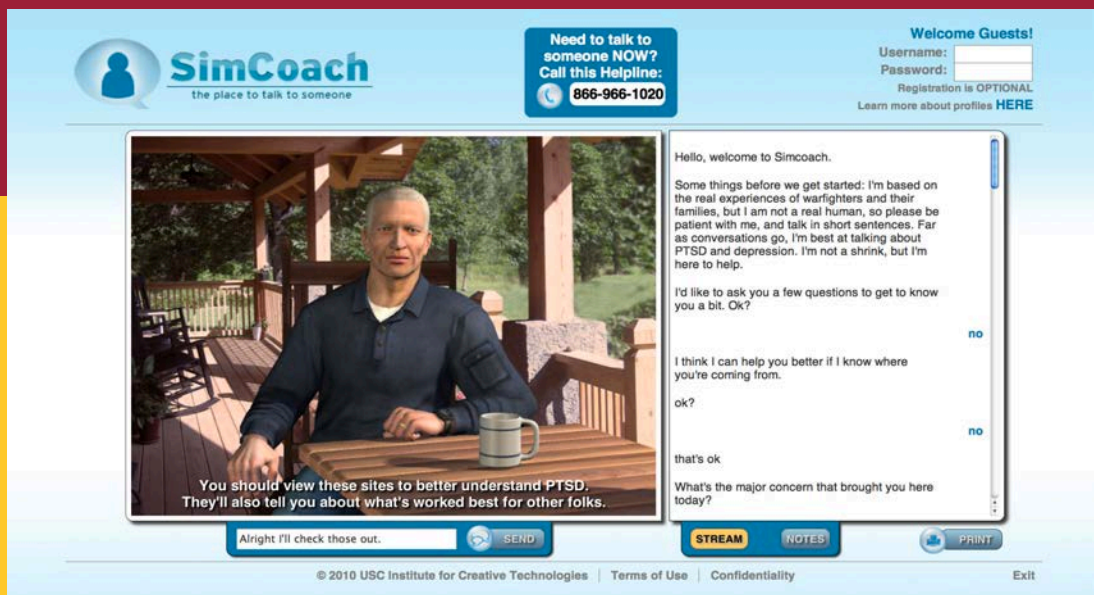 SimCoach
the place to talk to someone
Need to talk to
someone NOW?
Call this Helpline:
866-966-1020
Welcome Guests!
Username:
Password:
Registration is OPTIONAL
Learn more about profiles HERE
You should view these sites to better understand PTSD.
They'll also tell you about what's worked best for other folks.
Hello, welcome to Simcoach.
Some things before we get started: I'm based on
the real experiences of warfighters and their
families, but I am not a real human, so please be
patient with me, and talk in short sentences. Far
as conversations go, I'm best at talking about
PTSD and depression. I'm not a shrink, but I'm
here to help.
I'd like to ask you a few questions to get to know
you a bit. Ok?
no
I think I can help you better if I know where
you're coming from.
ok?
no
that's ok
What's the major concern that brought you here
today?
Alright I'll check those out.
SEND
STREAM
NOTES
PRINT
© 2010 USC Institute for Creative Technologies | Terms of Use | Confidentiality
Exit